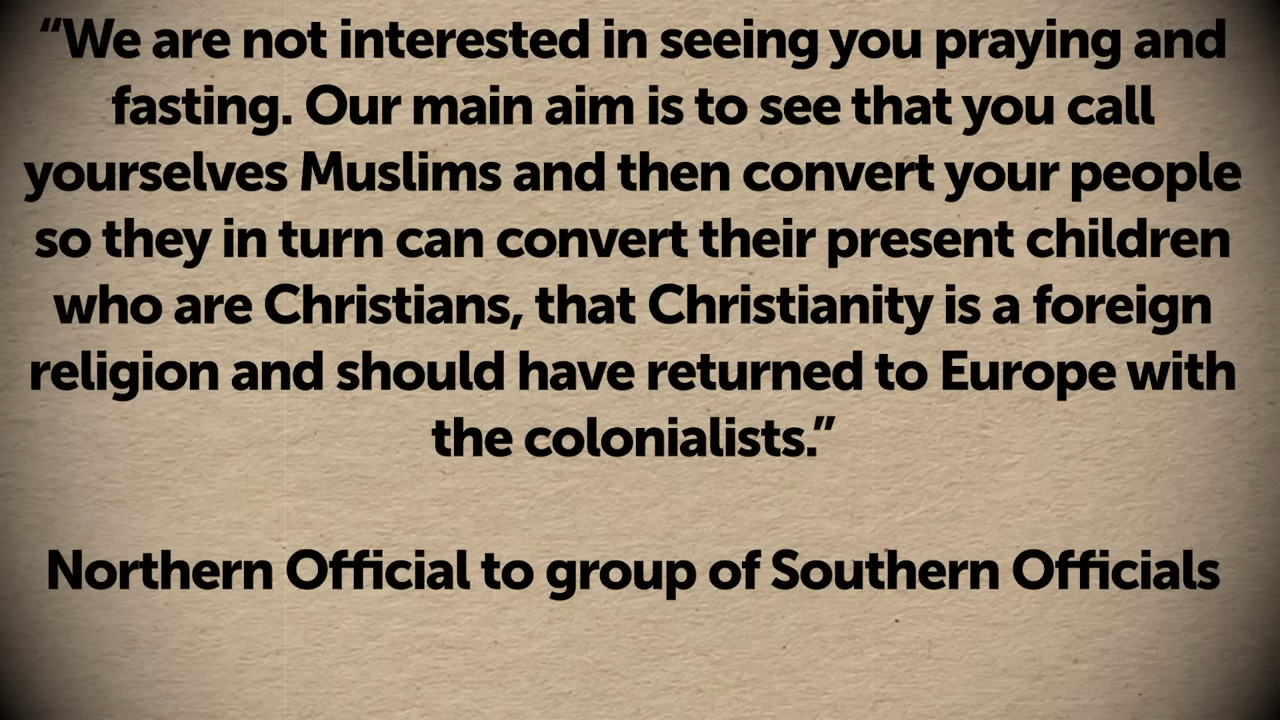 “We are not interested in seeing you praying and
fasting. Our main aim is to see that you call
yourselves Muslims and then convert your people
so they in turn can convert their present children
who are Christians, that Christianity is a foreign
religion and should have returned to Europe with
the colonialists.”
Northern Official to group of Southern Officials